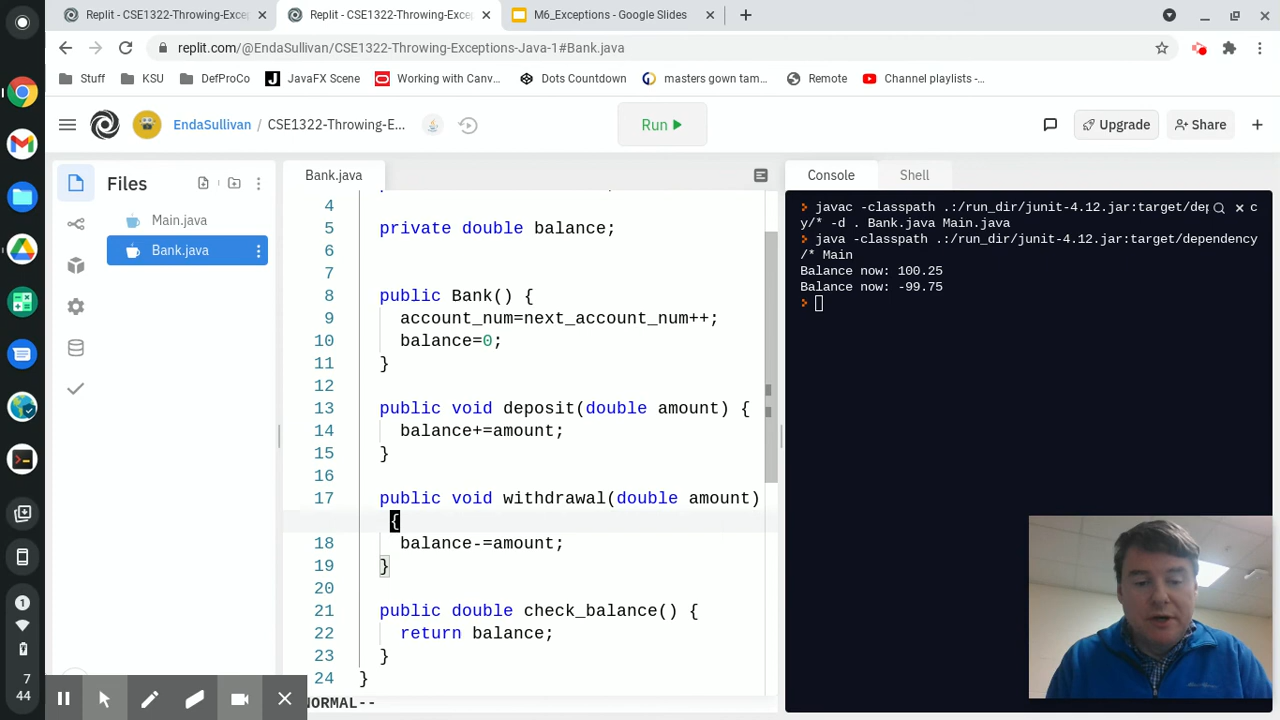 Replit - CSE1322-Throwing-Exce
Replit - CSE1322-Throwing-Exce
M6_Exceptions - Google Slides
replit.com/@EndaSullivan/CSE1322-Throwing-Exceptions-Java-1#Bank.java
Stuff
KSU
DefProCo
JavaFX Scene
Working with Canv...
Dots Countdown
masters gown tam...
Remote
Channel playlists -...
EndaSullivan / CSE1322-Throwing-E...
Run
Upgrade
Share
Files
Main.java
Bank.java
Bank.java
4
5 private double balance;
6
7
8 public Bank() {
9 account_num=next_account_num++;
10 balance=0;
11 }
12
13 public void deposit(double amount) {
14 balance+=amount;
15 }
16
17 public void withdrawal(double amount)
{
18 balance-=amount;
19 }
20
21 public double check_balance() {
22 return balance;
23 }
24 }
NORMAL--
Console
Shell
javac -classpath .:/run_dir/junit-4.12.jar:target/dep
y/* -d . Bank.java Main.java
java -classpath .:/run_dir/junit-4.12.jar:target/dependency
/* Main
Balance now: 100.25
Balance now: -99.75
1
7
44